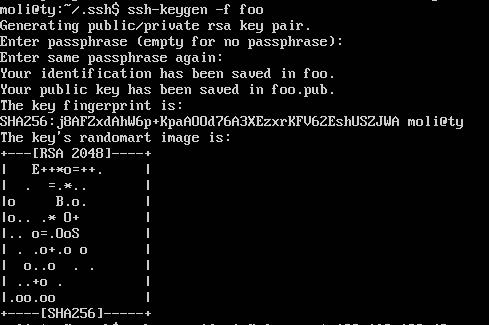 moli@ty:~/.ssh$ ssh-keygen -f foo
Generating public/private rsa key pair.
Enter passphrase (empty for no passphrase):
Enter same passphrase again:
Your identification has been saved in foo.
Your public key has been saved in foo.pub.
The key fingerprint is:
SHA256:j8AFZxdAhW6p+KpaAOOd76A3XEzxrKFV6ZEshUSZJWA moli@ty
The key's randomart image is:
+---[RSA 2048]----+
|   E++*o=++.     |
|  .  =.*..       |
|o     B.o.       |
|o.. .* O+        |
|.. o=.OoS        |
| . .o+.o o       |
|  o..o  . .      |
| ..+o .          |
|.oo.oo           |
+----[SHA256]-----+